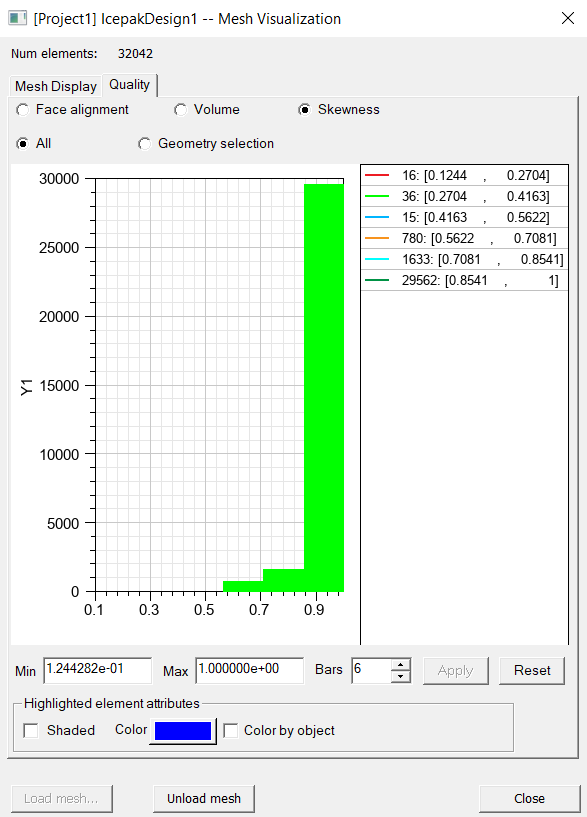 [Project1] IcepakDesign1 -- Mesh Visualization
Num elements: 32042
Mesh Display Quality
Face alignment Volume Skewness
All Geometry selection
30000
25000
20000
15000
10000
5000
0
Y1
0.1 0.3 0.5 0.7 0.9
16: [0.1244 , 0.2704]
36: [0.2704 , 0.4163]
15: [0.4163 , 0.5622]
780: [0.5622 , 0.7081]
1633: [0.7081 , 0.8541]
29562: [0.8541 , 1]
Min 1.244282e-01 Max 1.000000e+00 Bars 6 Apply Reset
Highlighted element attributes
Shaded Color Color by object
Load mesh... Unload mesh Close